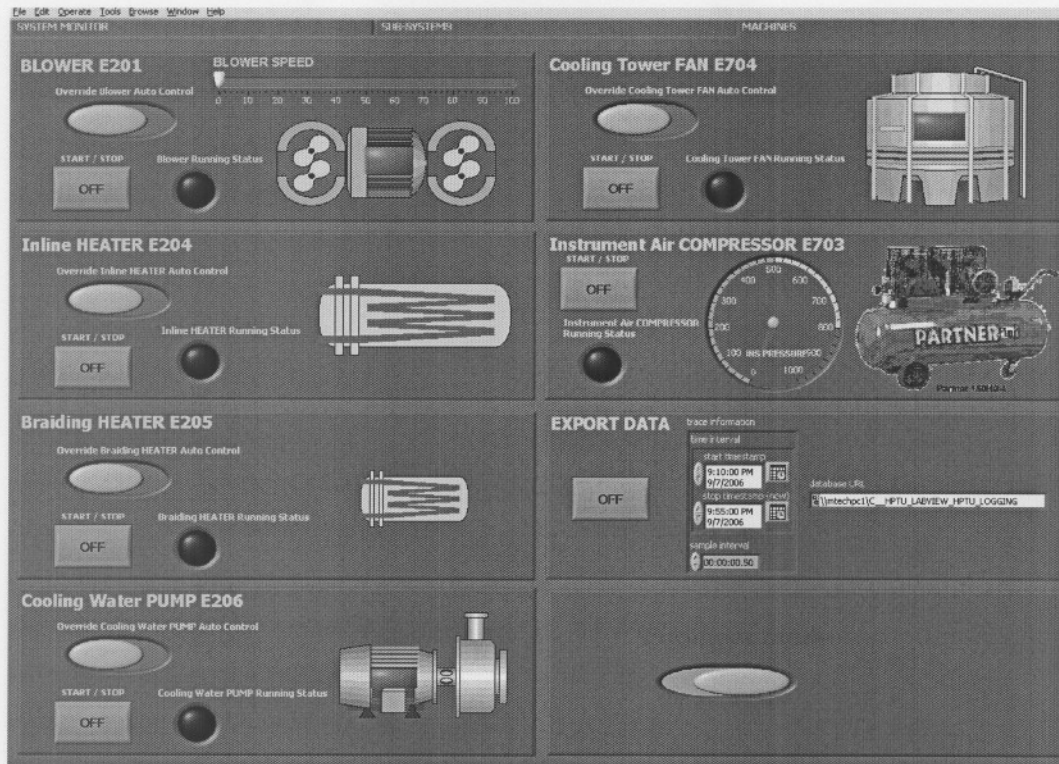 File Edit Operate Tools Browse Window Help
SYSTEM MONITOR
SUB-SYSTEMS
MACHINES
BLOWER E201
BLOWER SPEED
Override Blower Auto Control
0 10 20 30 40 50 60 70 80 90 100
START / STOP
Blower Running Status
OFF
Cooling Tower FAN E704
Override Cooling Tower FAN Auto Control
START / STOP
Cooling Tower FAN Running Status
OFF
Inline HEATER E204
Override Inline HEATER Auto Control
START / STOP
Inline HEATER Running Status
OFF
Instrument Air COMPRESSOR E703
START / STOP
OFF
Instrument Air COMPRESSOR
Running Status
0 100 200 300 400 500 600 700 800 900 1000
INS PRESSURE
PARTNER
Braiding HEATER E205
Override Braiding HEATER Auto Control
START / STOP
Braiding HEATER Running Status
OFF
EXPORT DATA
OFF
trace information
time interval
start timestamp
9:10:00 PM
9/7/2006
stop timestamp (now)
9:55:00 PM
9/7/2006
sample interval
00:00:00.50
database URL
\\mtechpc1\C__HPTU_LABVIEW_HPTU_LOGGING
Cooling Water PUMP E206
Override Cooling Water PUMP Auto Control
START / STOP
Cooling Water PUMP Running Status
OFF